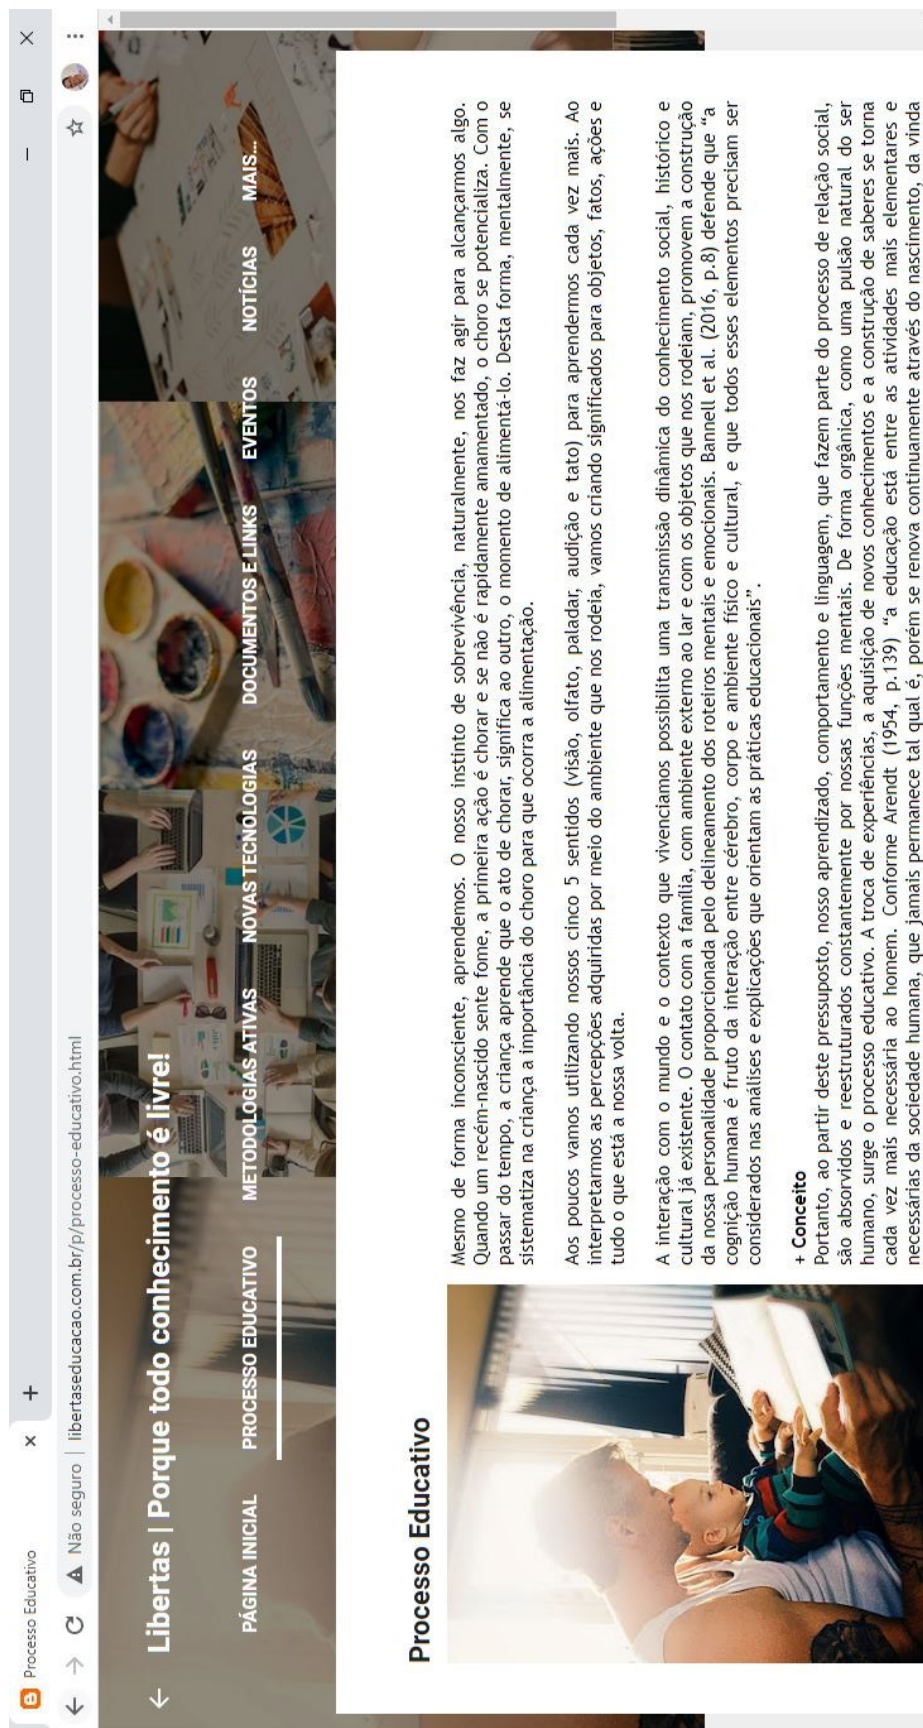 Processo Educativo
Não seguro | libertaseducacao.com.br/p/processo-educativo.html
Libertas | Porque todo conhecimento é livre!
PÁGINA INICIAL PROCESSO EDUCATIVO METODOLOGIAS ATIVAS NOVAS TECNOLOGIAS DOCUMENTOS E LINKS EVENTOS NOTÍCIAS MAIS...
Processo Educativo
Mesmo de forma inconsciente, aprendemos. O nosso instinto de sobrevivência, naturalmente, nos faz agir para alcançarmos algo.
Quando um recém-nascido sente fome, a primeira ação é chorar e se não é rapidamente amamentado, o choro se potencializa. Com o
passar do tempo, a criança aprende que o ato de chorar, significa ao outro, o momento de alimentá-lo. Desta forma, mentalmente, se
sistematiza na criança a importância do choro para que ocorra a alimentação.
Aos poucos vamos utilizando nossos cinco 5 sentidos (visão, olfato, paladar, audição e tato) para aprendermos cada vez mais. Ao
interpretarmos as percepções adquiridas por meio do ambiente que nos rodeia, vamos criando significados para objetos, fatos, ações e
tudo o que está a nossa volta.
A interação com o mundo e o contexto que vivenciamos possibilita uma transmissão dinâmica do conhecimento social, histórico e
cultural já existente. O contato com a família, com ambiente externo ao lar e com os objetos que nos rodeiam, promovem a construção
da nossa personalidade proporcionada pelo delineamento dos roteiros mentais e emocionais. Bannell et al. (2016, p.8) defende que “a
cognição humana é fruto da interação entre cérebro, corpo e ambiente físico e cultural, e que todos esses elementos precisam ser
considerados nas análises e explicações que orientam as práticas educacionais”.
+ Conceito
Portanto, ao partir deste pressuposto, nosso aprendizado, comportamento e linguagem, que fazem parte do processo de relação social,
são absorvidos e reestruturados constantemente por nossas funções mentais. De forma orgânica, como uma pulsão natural do ser
humano, surge o processo educativo. A troca de experiências, a aquisição de novos conhecimentos e a construção de saberes se torna
cada vez mais necessária ao homem. Conforme Arendt (1954, p.139) “a educação está entre as atividades mais elementares e
necessárias da sociedade humana, que jamais permanece tal qual é, porém se renova continuamente através do nascimento, da vinda